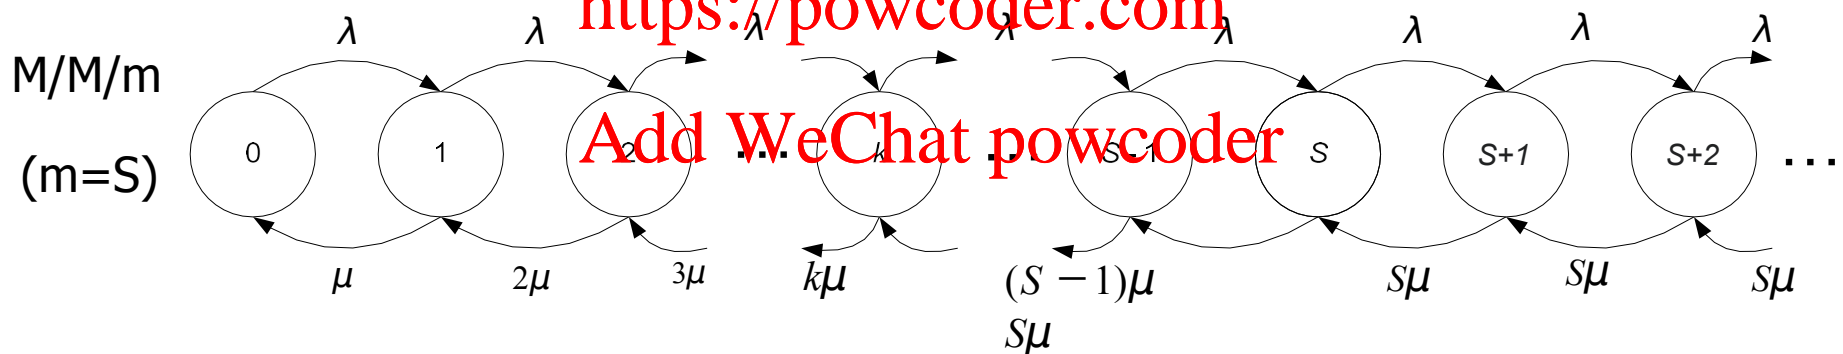 https://powcoder.com
λ λ λ λ λ λ λ λ
M/M/m
Add WeChat powcoder
0 1 2 ... k ... S-1 S S+1 S+2 ...
(m=S)
μ 2μ 3μ kμ (S − 1)μ Sμ Sμ Sμ
Sμ